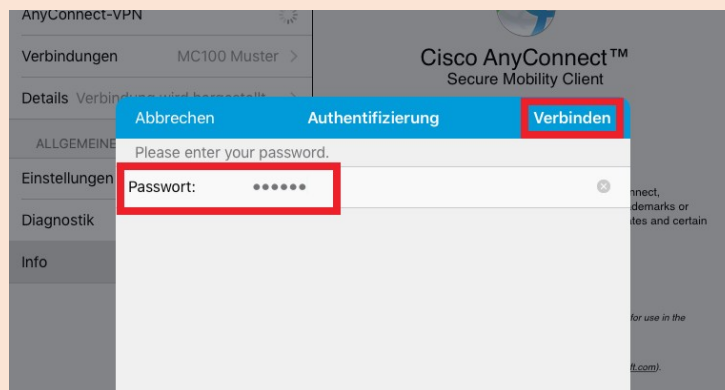 AnyConnect-VPN
Verbindungen MC100 Muster >
Details Verbindung wird hergestellt... >
ALLGEMEINE
Einstellungen
Diagnostik
Info
Cisco AnyConnect™
Secure Mobility Client
Abbrechen Authentifizierung Verbinden
Please enter your password.
Passwort: ••••••
nnect,
demarks or
ates and certain
for use in the
ft.com).